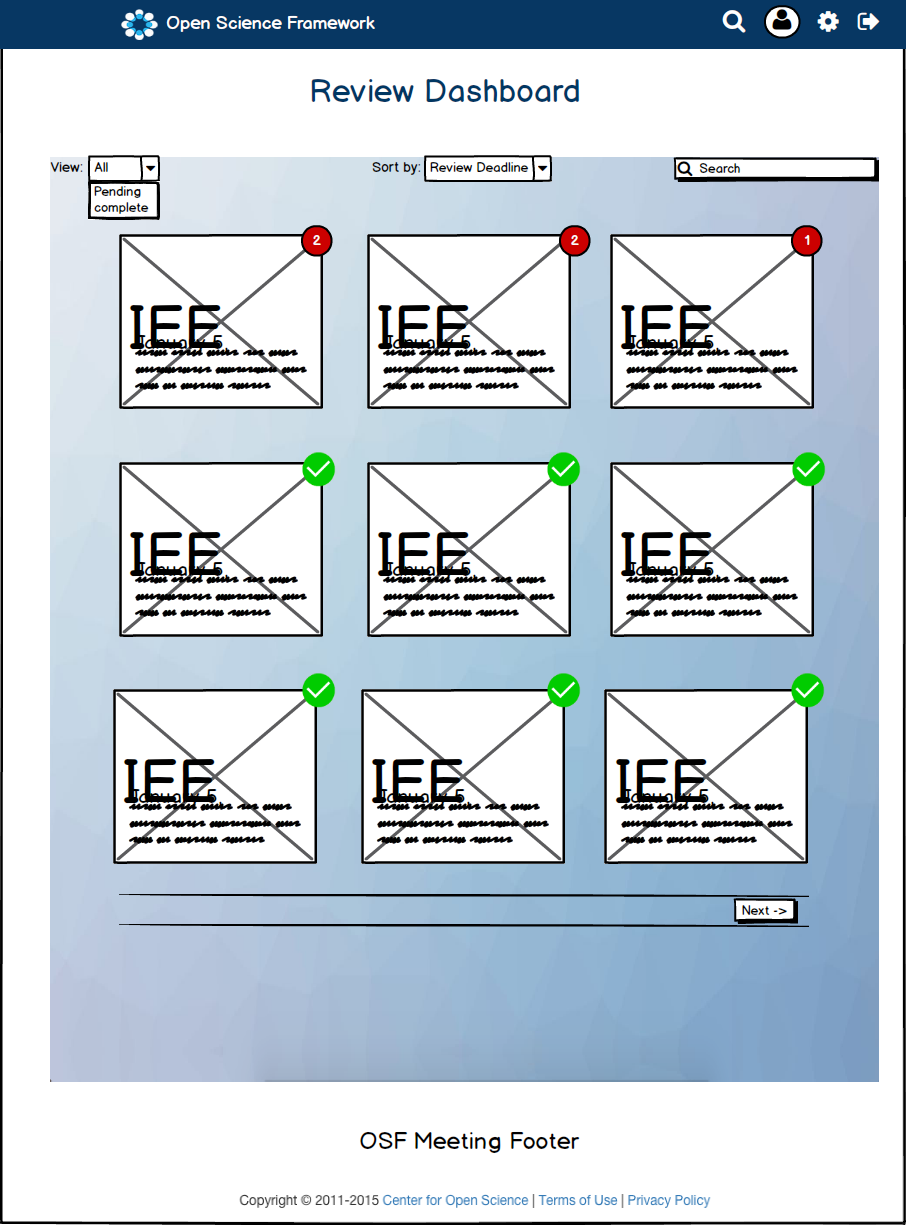 Open Science Framework
Review Dashboard
View: All
Sort by: Review Deadline
Search
Pending
complete
2
2
1
IEE
IEE
IEE
January 5
January 5
January 5
IEE
IEE
IEE
January 5
January 5
January 5
IEE
IEE
IEE
January 5
January 5
January 5
Next ->
OSF Meeting Footer
Copyright © 2011-2015 Center for Open Science | Terms of Use | Privacy Policy